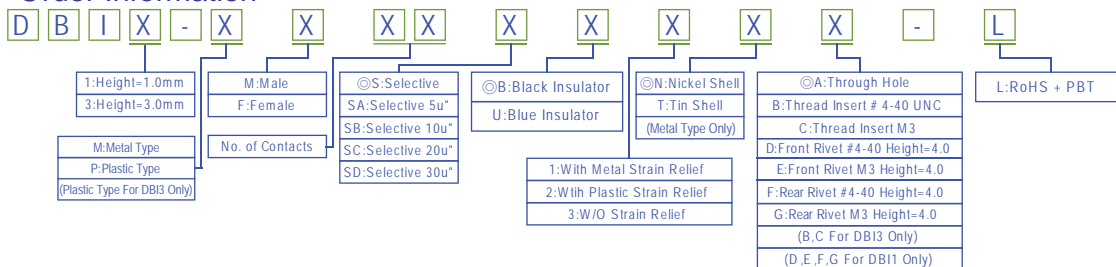 Order Information
D B I X - X X X X X X X X X - L
1:Height=1.0mm
3:Height=3.0mm
M:Metal Type
P:Plastic Type
(Plastic Type For DBI3 Only)
M:Male
F:Female
No. of Contacts
◎S:Selective
SA:Selective 5u"
SB:Selective 10u"
SC:Selective 20u"
SD:Selective 30u"
◎B:Black Insulator
U:Blue Insulator
1:With Metal Strain Relief
2:Wtih Plastic Strain Relief
3:W/O Strain Relief
◎N:Nickel Shell
T:Tin Shell
(Metal Type Only)
◎A:Through Hole
B:Thread Insert # 4-40 UNC
C:Thread Insert M3
D:Front Rivet #4-40 Height=4.0
E:Front Rivet M3 Height=4.0
F:Rear Rivet #4-40 Height=4.0
G:Rear Rivet M3 Height=4.0
(B,C For DBI3 Only)
(D,E,F,G For DBI1 Only)
L:RoHS + PBT